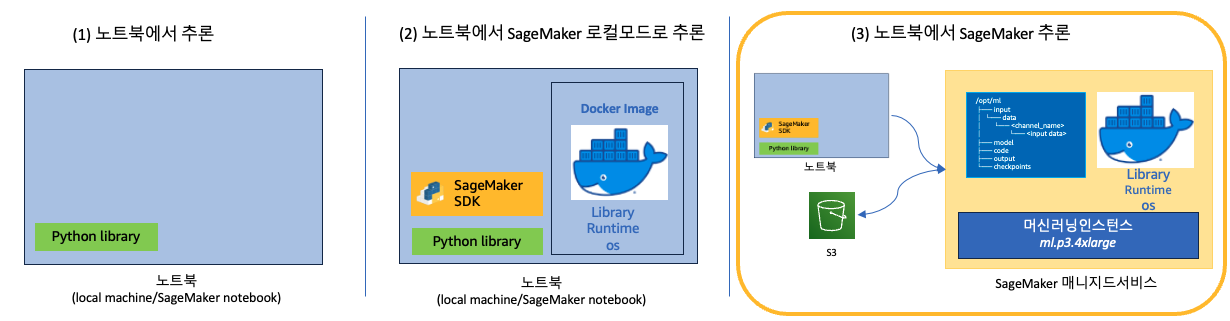 (1) 노트북에서 추론
Python library
노트북
(local machine/SageMaker notebook)
(2) 노트북에서 SageMaker 로컬모드로 추론
Docker Image
SageMaker
SDK
Python library
Library
Runtime
os
노트북
(local machine/SageMaker notebook)
(3) 노트북에서 SageMaker 추론
SageMaker
SDK
Python library
노트북
S3
/opt/ml
input
data
<channel_name>
<input data>
model
code
output
checkpoints
Library
Runtime
os
머신러닝인스턴스
ml.p3.4xlarge
SageMaker 매니지드서비스